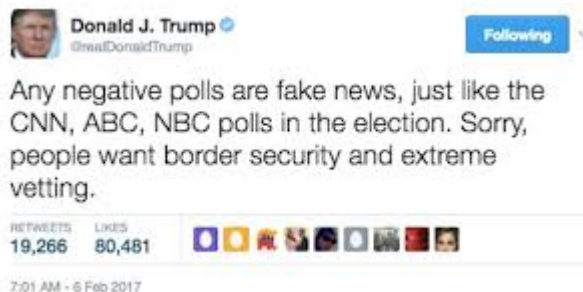 Donald J. Trump
@realDonaldTrump
Following
Any negative polls are fake news, just like the
CNN, ABC, NBC polls in the election. Sorry,
people want border security and extreme
vetting.
RETWEETS LIKES
19,266 80,481
7:01 AM - 6 Feb 2017